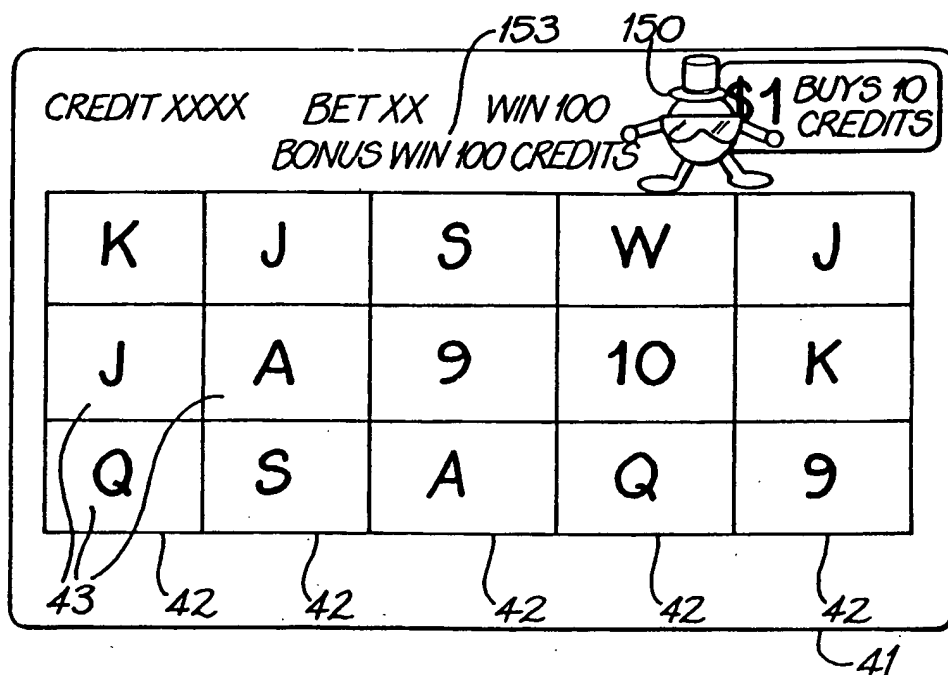 153 150
CREDIT XXXX BET XX WIN 100 $1 BUYS 10 CREDITS
BONUS WIN 100 CREDITS
K J S W J
J A 9 10 K
Q S A Q 9
43 42 42 42 42 42
41